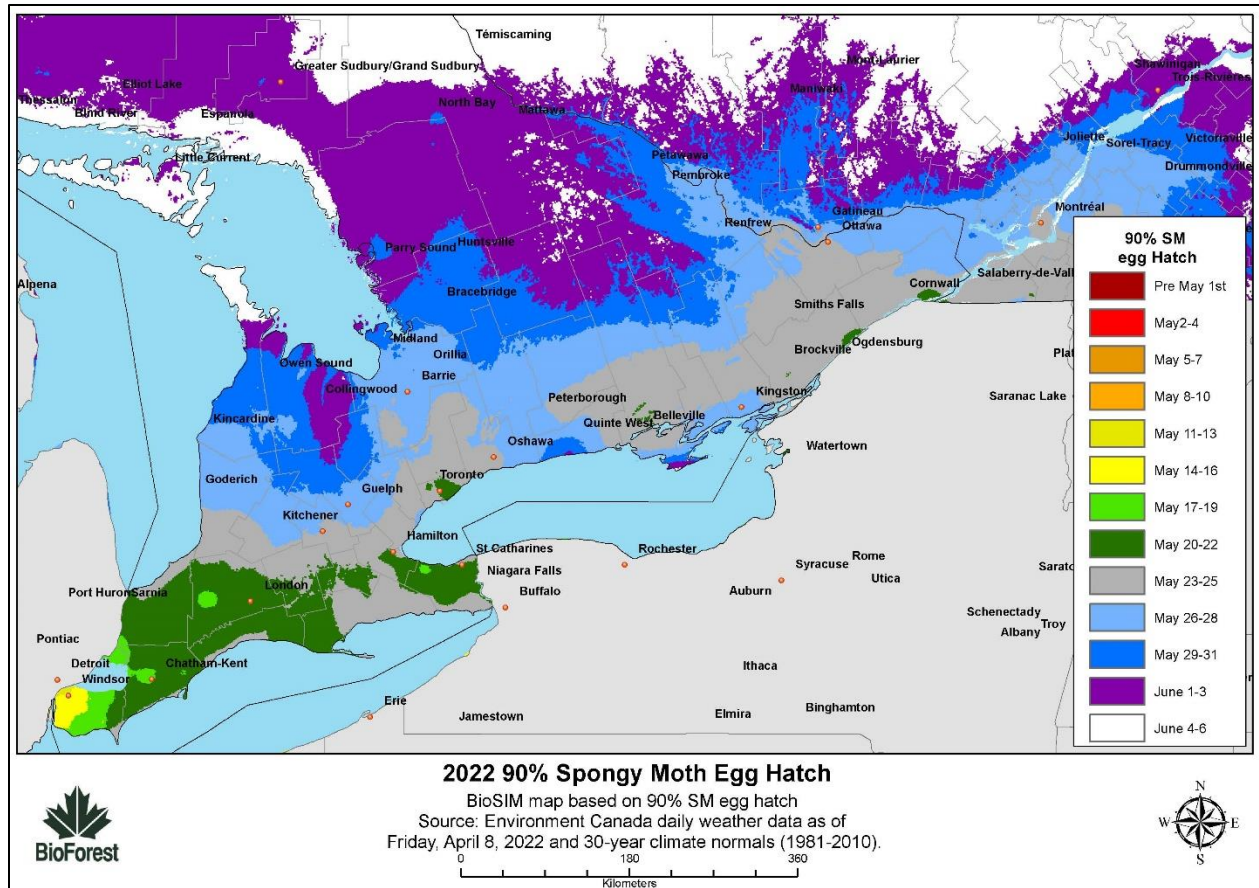 Témiscaming
Greater Sudbury/Grand Sudbury
Mont-Laurier
Shawinigan
Elliot Lake
Trois-Rivières
Maniwaki
Thessalon
North Bay
Mattawa
Blind River
Espanola
Joliette
Victoriaville
Sorel-Tracy
Little Current
Petawawa
Drummondville
Pembroke
Montréal
Gatineau
Renfrew
Ottawa
Huntsville
Parry Sound
Salaberry-de-Vall
Alpena
Cornwall
Bracebridge
Smiths Falls
Midland
Ogdensburg
Orillia
Brockville
Plat
Owen Sound
Barrie
Collingwood
Kingston
Peterborough
Saranac Lake
Kincardine
Belleville
Quinte West
Oshawa
Watertown
Toronto
Goderich
Guelph
Kitchener
Hamilton
St Catharines
Rochester
Rome
Niagara Falls
Syracuse
Sarato
London
Utica
Port Huron
Sarnia
Buffalo
Auburn
Schenectady
Troy
Albany
Pontiac
Detroit
Chatham-Kent
Ithaca
Windsor
Erie
Binghamton
Jamestown
Elmira
90% SM
egg Hatch
Pre May 1st
May2-4
May 5-7
May 8-10
May 11-13
May 14-16
May 17-19
May 20-22
May 23-25
May 26-28
May 29-31
June 1-3
June 4-6
2022 90% Spongy Moth Egg Hatch
BioSIM map based on 90% SM egg hatch
Source: Environment Canada daily weather data as of
Friday, April 8, 2022 and 30-year climate normals (1981-2010).
0 180 360
Kilometers
BioForest
N
W E
S